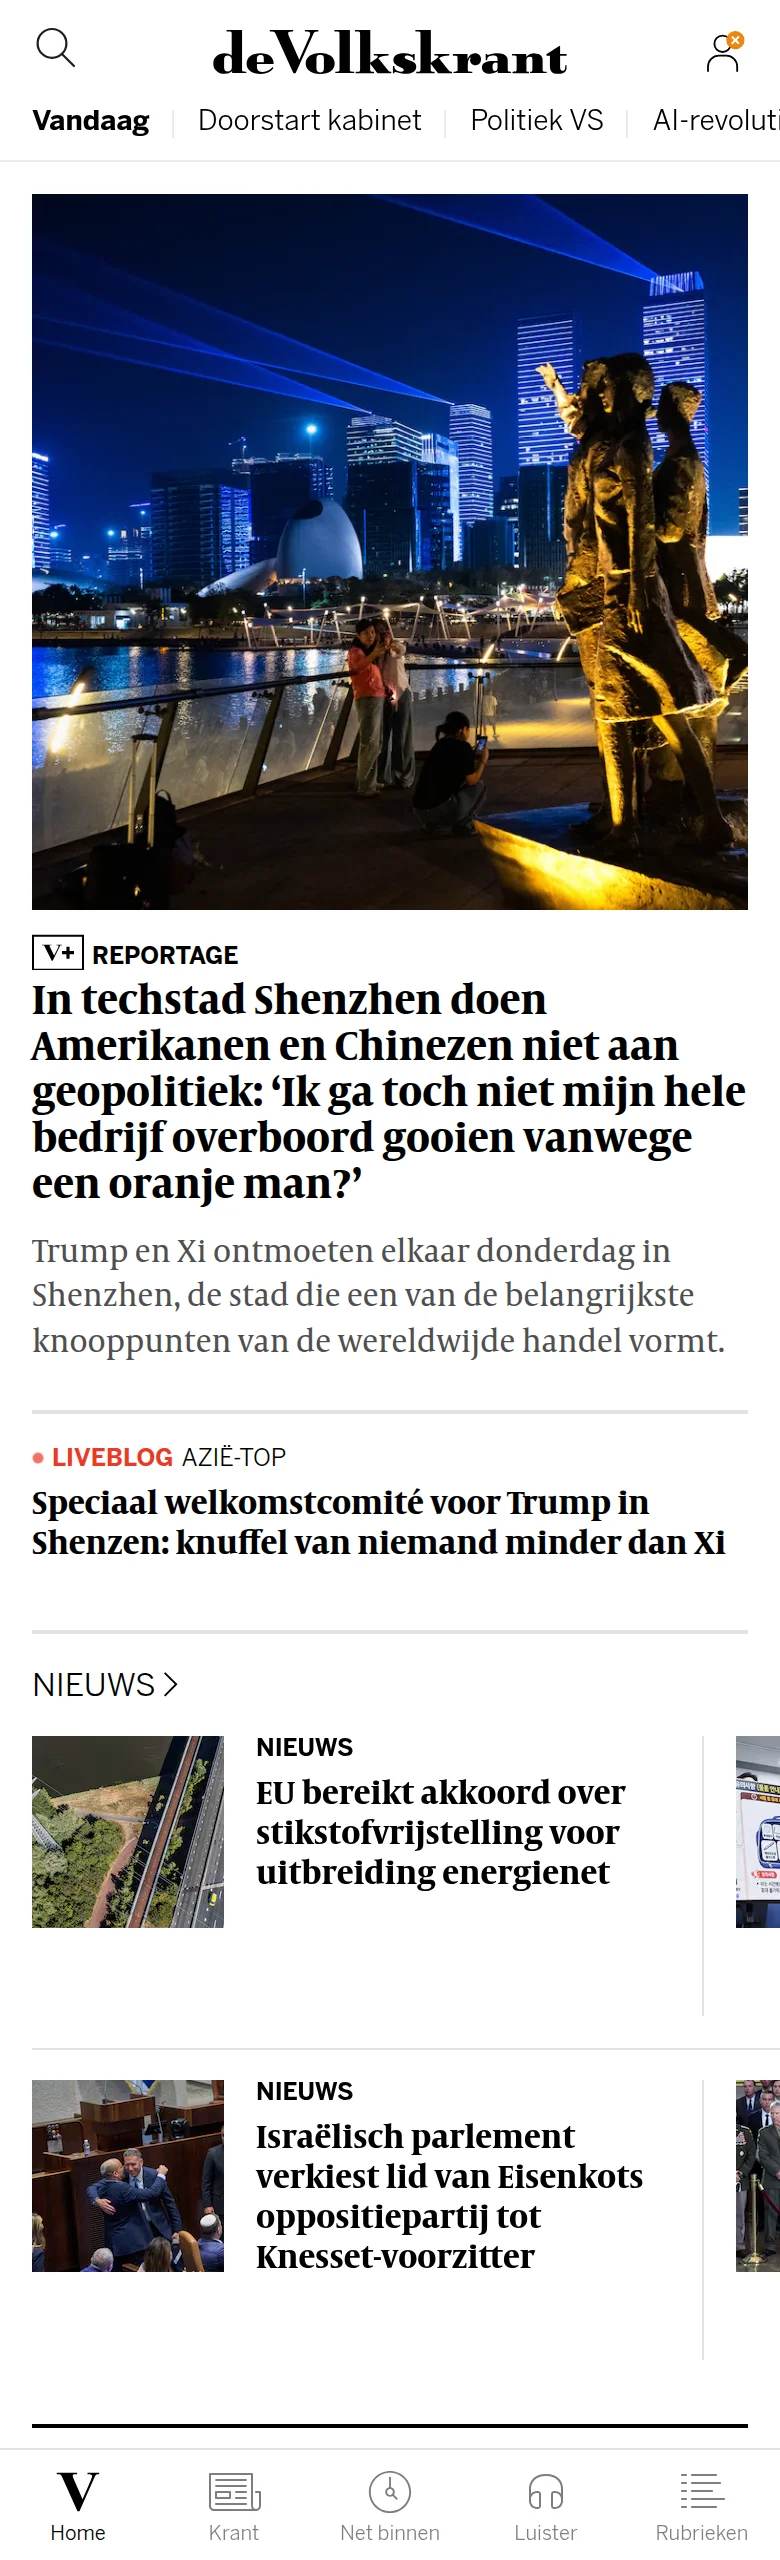 de Volkskrant
Vandaag
Doorstart kabinet
Politiek VS
AI-revoluti
V+ REPORTAGE
In techstad Shenzhen doen
Amerikanen en Chinezen niet aan
geopolitiek: ‘Ik ga toch niet mijn hele
bedrijf overboord gooien vanwege
een oranje man?’
Trump en Xi ontmoeten elkaar donderdag in
Shenzhen, de stad die een van de belangrijkste
knooppunten van de wereldwijde handel vormt.
LIVEBLOG AZIË-TOP
Speciaal welkomstcomité voor Trump in
Shenzen: knuffel van niemand minder dan Xi
NIEUWS
NIEUWS
EU bereikt akkoord over
stikstofvrijstelling voor
uitbreiding energienet
NIEUWS
Israëlisch parlement
verkiest lid van Eisenkots
oppositiepartij tot
Knesset-voorzitter
V
Home
Krant
Net binnen
Luister
Rubrieken